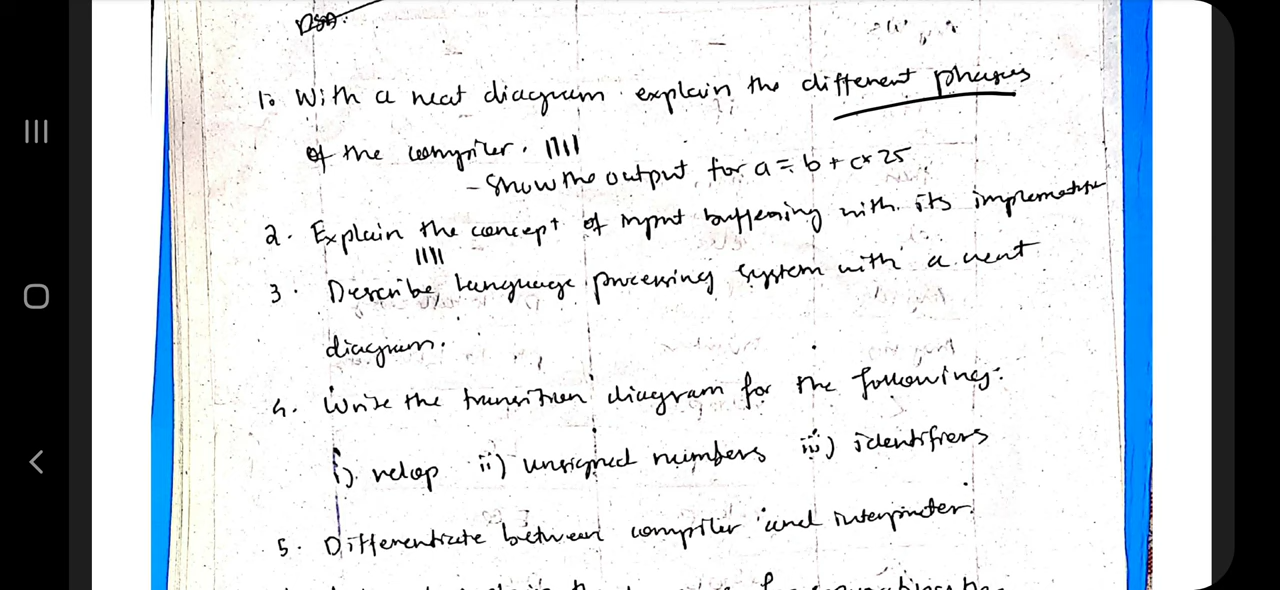 1. With a neat diagram explain the different phases
of the compiler.
- Show the output for a = b + c * 25
2. Explain the concept of input buffering with its
3. Describe language processing system with a neat
diagram.
4. Write the transition diagram for the following:
i) relop ii) unsigned numbers iii) identifiers
5. Differentiate between compiler and interpreter.